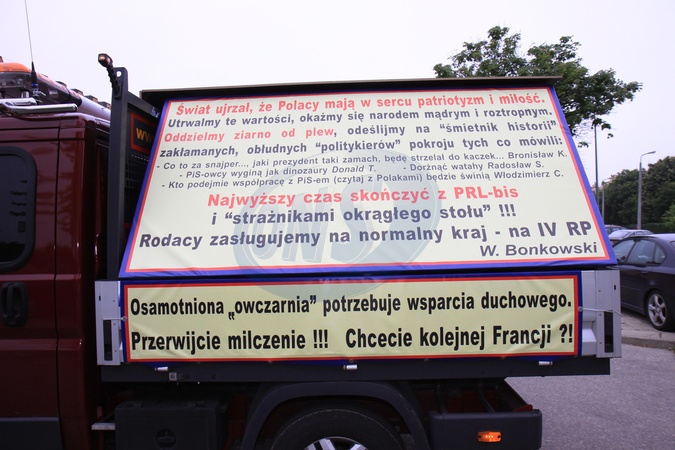 Świat ujrzał, że Polacy mają w sercu patriotyzm i miłość.
Utrwalmy te wartości, okażmy się narodem mądrym i roztropnym.
Oddzielmy ziarno od plew, odeślijmy na "śmietnik historii"
zakłamanych, obłudnych "politykierów" pokroju tych co mówili:
- Co to za snajper..., jaki prezydent taki zamach, będę strzelał do kaczek... Bronisław K.
- PiS-owcy wyginą jak dinozaury Donald T. - Dorżnąć watahy Radosław S.
- Kto podejmie współpracę z PiS-em (czytaj z Polakami) będzie świnią Włodzimierz C.
Najwyższy czas skończyć z PRL-bis
i "strażnikami okrągłego stołu" !!!
Rodacy zasługujemy na normalny kraj - na IV RP
W. Bonkowski
Osamotniona „owczarnia" potrzebuje wsparcia duchowego.
Przerwijcie milczenie !!! Chcecie kolejnej Francji ?!